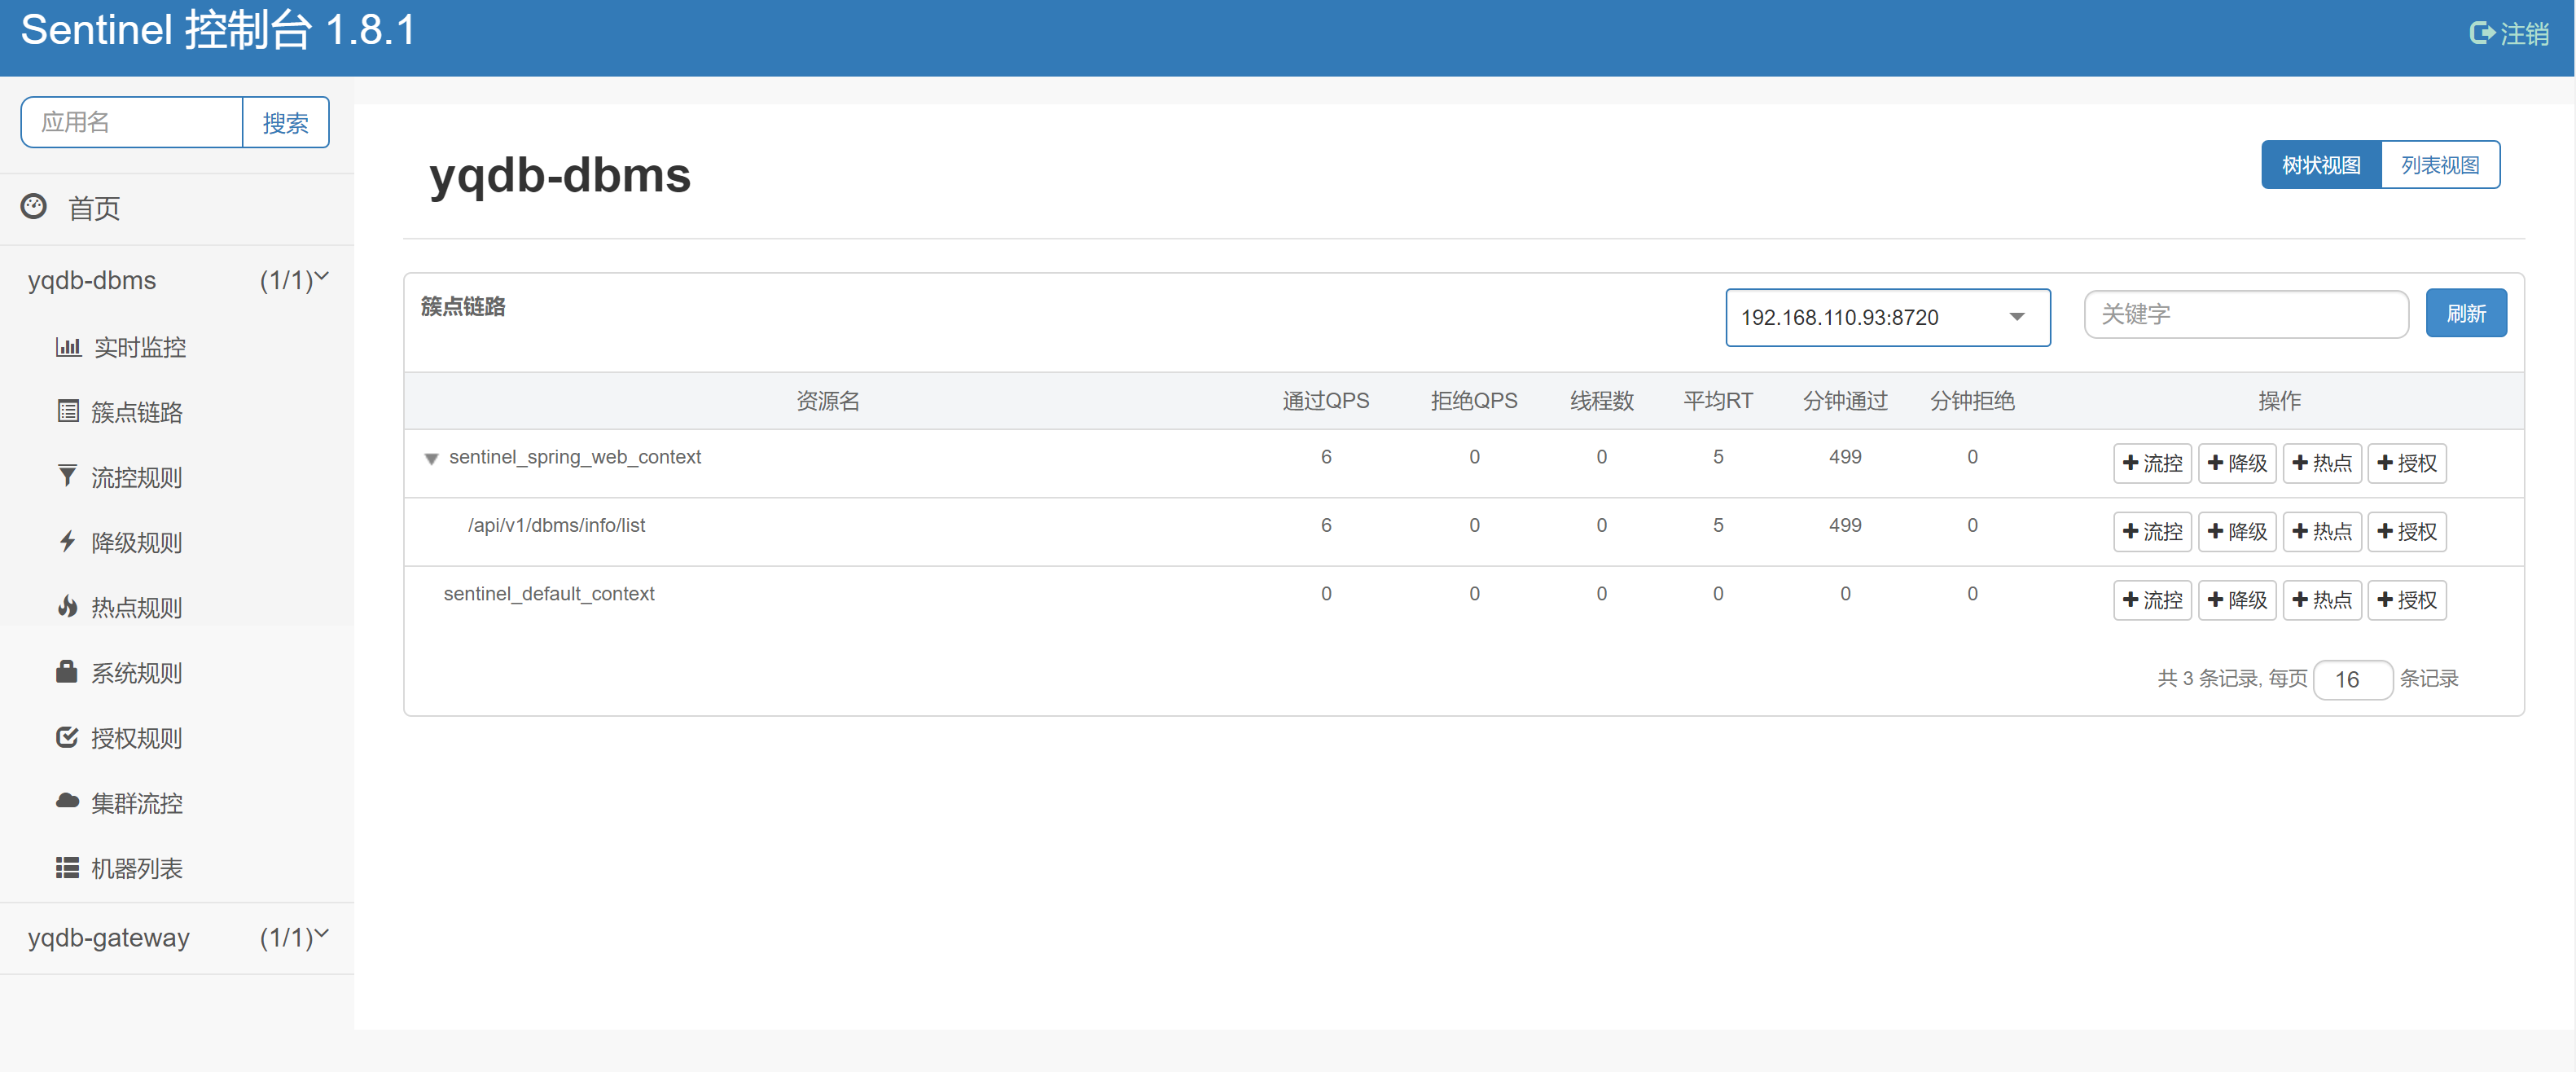 Sentinel 控制台 1.8.1
注销
应用名 搜索
首页
yqdb-dbms (1/1)
实时监控
簇点链路
流控规则
降级规则
热点规则
系统规则
授权规则
集群流控
机器列表
yqdb-gateway (1/1)
yqdb-dbms
树状视图 列表视图
簇点链路 192.168.110.93:8720 关键字 刷新
资源名 通过QPS 拒绝QPS 线程数 平均RT 分钟通过 分钟拒绝 操作
sentinel_spring_web_context 6 0 0 5 499 0 流控 降级 热点 授权
/api/v1/dbms/info/list 6 0 0 5 499 0 流控 降级 热点 授权
sentinel_default_context 0 0 0 0 0 0 流控 降级 热点 授权
共 3 条记录, 每页 16 条记录